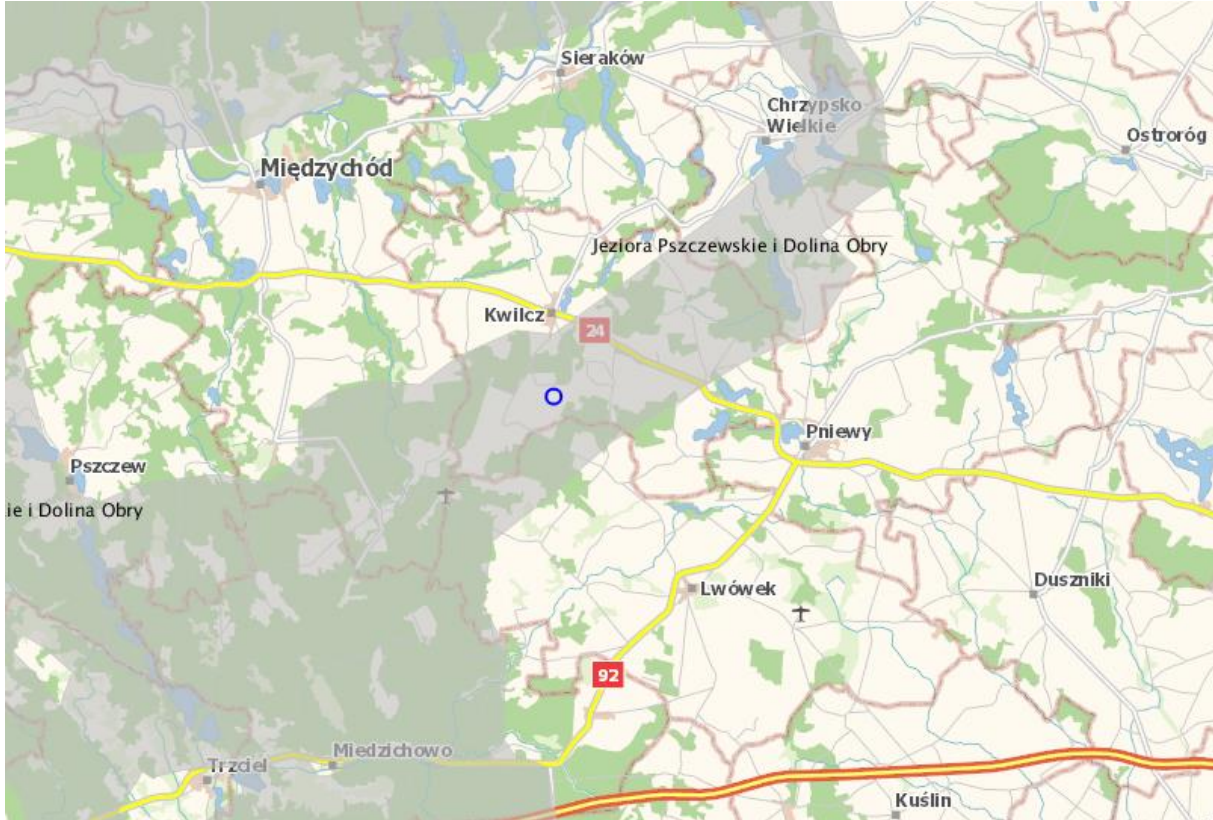 Sieraków
Chrzypsko
Wielkie
Ostroróg
Międzychód
Jeziora Pszczewskie i Dolina Obry
Kwilcz
24
Pniewy
Pszczew
ie i Dolina Obry
Duszniki
Lwówek
92
Miedzichowo
Trzciel
Kuślin